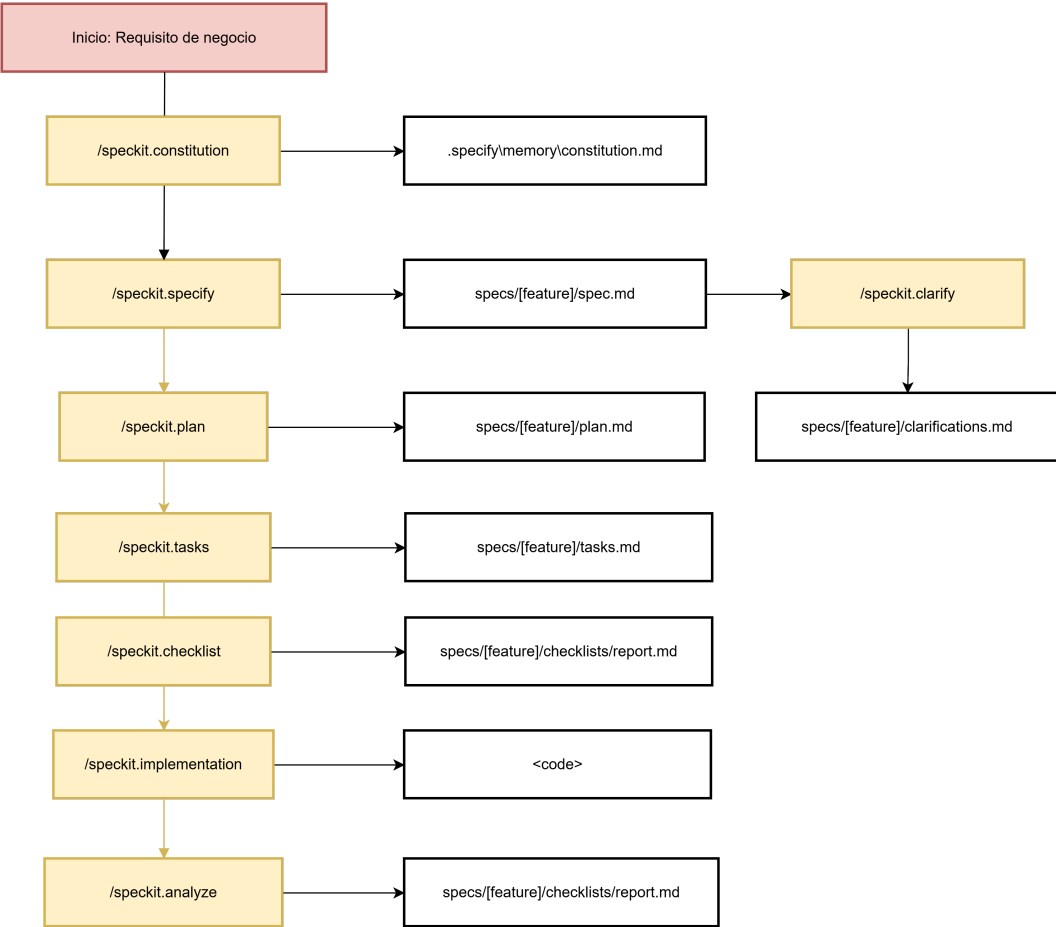 Inicio: Requisito de negocio
/speckit.constitution
.specify\memory\constitution.md
/speckit.specify
specs/[feature]/spec.md
/speckit.clarify
/speckit.plan
specs/[feature]/plan.md
specs/[feature]/clarifications.md
/speckit.tasks
specs/[feature]/tasks.md
/speckit.checklist
specs/[feature]/checklists/report.md
/speckit.implementation
<code>
/speckit.analyze
specs/[feature]/checklists/report.md